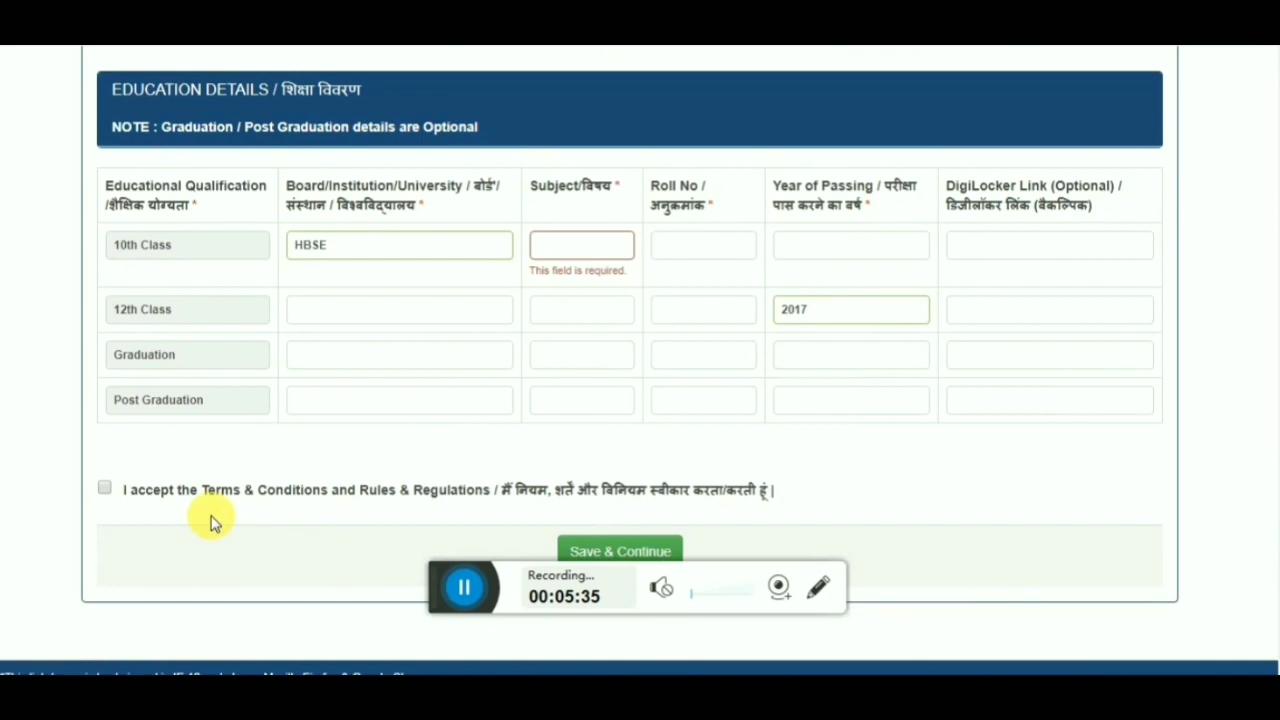 EDUCATION DETAILS / शिक्षा विवरण
NOTE : Graduation / Post Graduation details are Optional
Educational Qualification
/शैक्षिक योग्यता *
Board/Institution/University / बोर्ड/
संस्थान / विश्वविद्यालय *
Subject/विषय *
Roll No /
अनुक्रमांक *
Year of Passing / परीक्षा
पास करने का वर्ष *
DigiLocker Link (Optional) /
डिजीलॉकर लिंक (वैकल्पिक)
10th Class
HBSE
This field is required.
12th Class
2017
Graduation
Post Graduation
I accept the Terms & Conditions and Rules & Regulations / मैं नियम, शर्तें और विनियम स्वीकार करता/करती हूं |
Save & Continue
Recording...
00:05:35